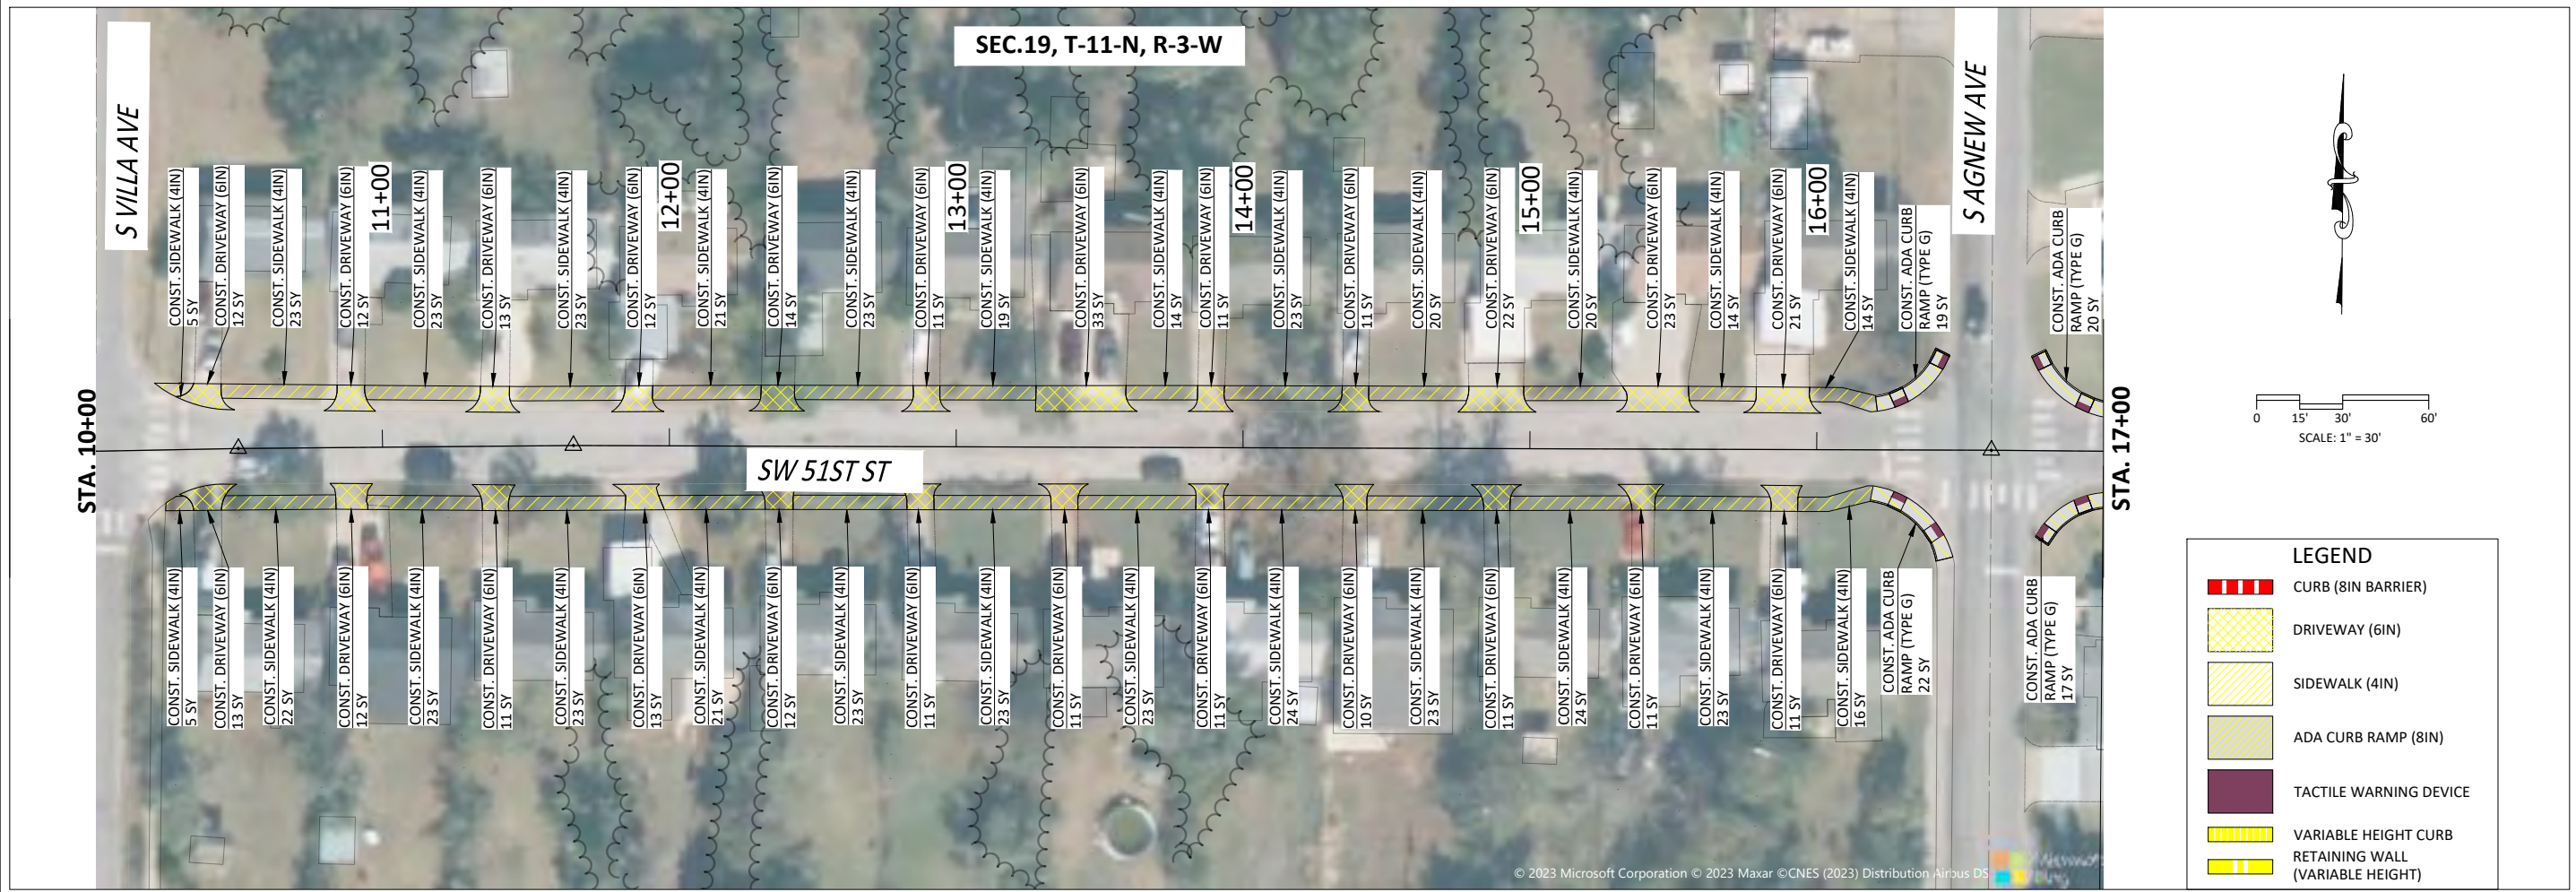 SEC.19, T-11-N, R-3-W
S VILLA AVE
S AGNEW AVE
11+00
12+00
13+00
14+00
15+00
16+00
CONST. SIDEWALK (4IN)
5 SY
CONST. DRIVEWAY (6IN)
12 SY
CONST. SIDEWALK (4IN)
23 SY
CONST. DRIVEWAY (6IN)
12 SY
CONST. SIDEWALK (4IN)
23 SY
CONST. DRIVEWAY (6IN)
13 SY
CONST. SIDEWALK (4IN)
23 SY
CONST. DRIVEWAY (6IN)
12 SY
CONST. SIDEWALK (4IN)
21 SY
CONST. DRIVEWAY (6IN)
14 SY
CONST. SIDEWALK (4IN)
23 SY
CONST. DRIVEWAY (6IN)
11 SY
CONST. SIDEWALK (4IN)
19 SY
CONST. DRIVEWAY (6IN)
33 SY
CONST. SIDEWALK (4IN)
14 SY
CONST. DRIVEWAY (6IN)
11 SY
CONST. SIDEWALK (4IN)
23 SY
CONST. DRIVEWAY (6IN)
11 SY
CONST. SIDEWALK (4IN)
20 SY
CONST. DRIVEWAY (6IN)
22 SY
CONST. SIDEWALK (4IN)
20 SY
CONST. DRIVEWAY (6IN)
23 SY
CONST. SIDEWALK (4IN)
14 SY
CONST. DRIVEWAY (6IN)
21 SY
CONST. SIDEWALK (4IN)
14 SY
CONST. ADA CURB
RAMP (TYPE G)
19 SY
CONST. ADA CURB
RAMP (TYPE G)
20 SY
STA. 10+00
SW 51ST ST
STA. 17+00
CONST. SIDEWALK (4IN)
5 SY
CONST. DRIVEWAY (6IN)
13 SY
CONST. SIDEWALK (4IN)
22 SY
CONST. DRIVEWAY (6IN)
12 SY
CONST. SIDEWALK (4IN)
23 SY
CONST. DRIVEWAY (6IN)
11 SY
CONST. SIDEWALK (4IN)
23 SY
CONST. DRIVEWAY (6IN)
13 SY
CONST. SIDEWALK (4IN)
21 SY
CONST. DRIVEWAY (6IN)
12 SY
CONST. SIDEWALK (4IN)
23 SY
CONST. DRIVEWAY (6IN)
11 SY
CONST. SIDEWALK (4IN)
23 SY
CONST. DRIVEWAY (6IN)
11 SY
CONST. SIDEWALK (4IN)
23 SY
CONST. DRIVEWAY (6IN)
11 SY
CONST. SIDEWALK (4IN)
24 SY
CONST. DRIVEWAY (6IN)
10 SY
CONST. SIDEWALK (4IN)
23 SY
CONST. DRIVEWAY (6IN)
11 SY
CONST. SIDEWALK (4IN)
24 SY
CONST. DRIVEWAY (6IN)
11 SY
CONST. SIDEWALK (4IN)
23 SY
CONST. DRIVEWAY (6IN)
11 SY
CONST. SIDEWALK (4IN)
16 SY
CONST. ADA CURB
RAMP (TYPE G)
22 SY
CONST. ADA CURB
RAMP (TYPE G)
17 SY
0 15' 30' 60'
SCALE: 1" = 30'
LEGEND
CURB (8IN BARRIER)
DRIVEWAY (6IN)
SIDEWALK (4IN)
ADA CURB RAMP (8IN)
TACTILE WARNING DEVICE
VARIABLE HEIGHT CURB
RETAINING WALL
(VARIABLE HEIGHT)
© 2023 Microsoft Corporation © 2023 Maxar ©CNES (2023) Distribution Airbus DS
Microsoft
Bing